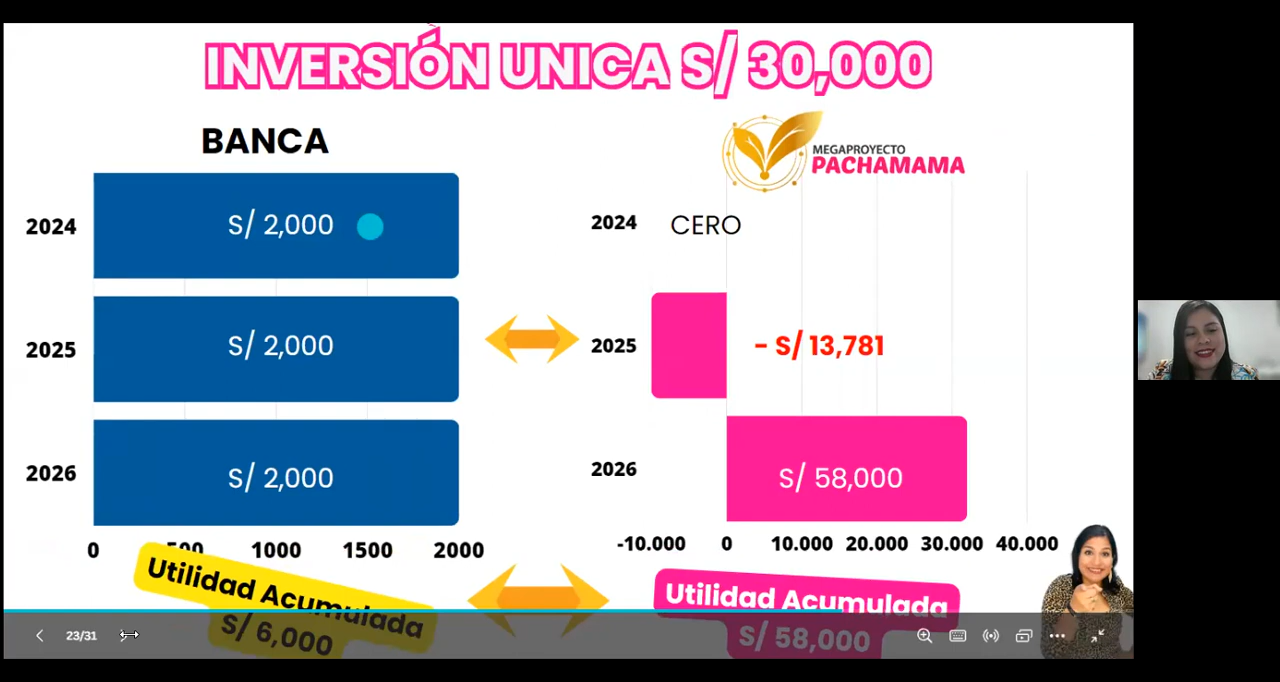 INVERSIÓN UNICA S/ 30,000
BANCA
2024
S/ 2,000
2025
S/ 2,000
2026
S/ 2,000
0
500
1000
1500
2000
Utilidad Acumulada
S/ 6,000
MEGAPROYECTO
PACHAMAMA
2024
CERO
2025
- S/ 13,781
2026
S/ 58,000
-10.000
0
10.000
20.000
30.000
40.000
Utilidad Acumulada
S/ 58,000
23/31